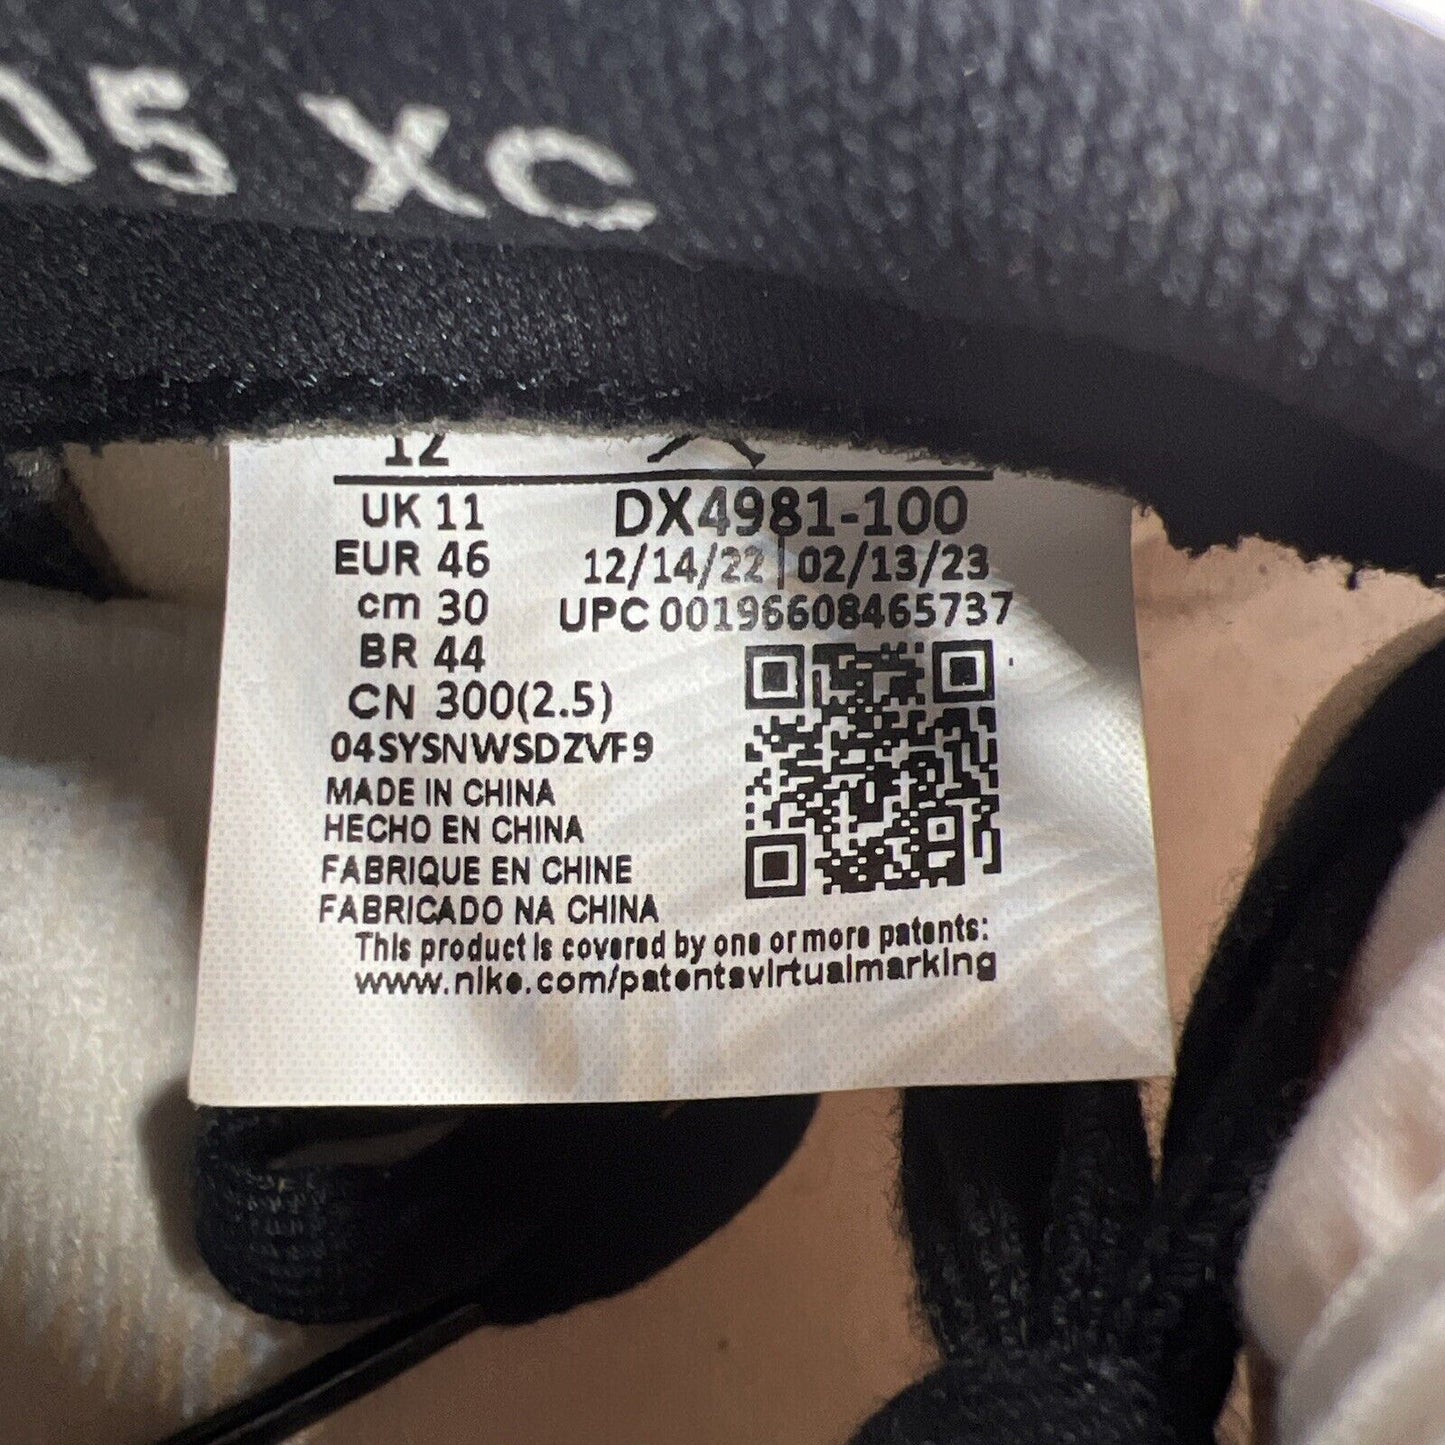 05 XC
12
UK 11 DX4981-100
EUR 46 12/14/22 | 02/13/23
cm 30 UPC 00196608465737
BR 44
CN 300(2.5)
04SYSNWSDZVF9
MADE IN CHINA
HECHO EN CHINA
FABRIQUE EN CHINE
FABRICADO NA CHINA
This product is covered by one or more patents:
www.nike.com/patentsvirtualmarking